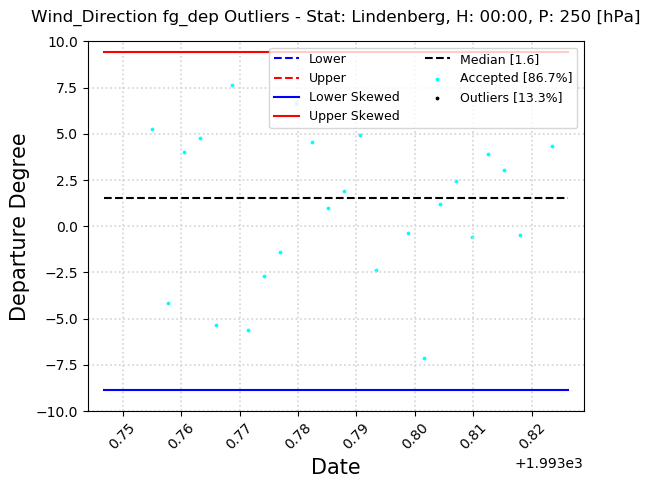 Wind_Direction fg_dep Outliers - Stat: Lindenberg, H: 00:00, P: 250 [hPa]
10.0
7.5
5.0
2.5
0.0
−2.5
−5.0
−7.5
−10.0
Departure Degree
Lower
Upper
Lower Skewed
Upper Skewed
Median [1.6]
Accepted [86.7%]
Outliers [13.3%]
0.75
0.76
0.77
0.78
0.79
0.80
0.81
0.82
+1.993e3
Date